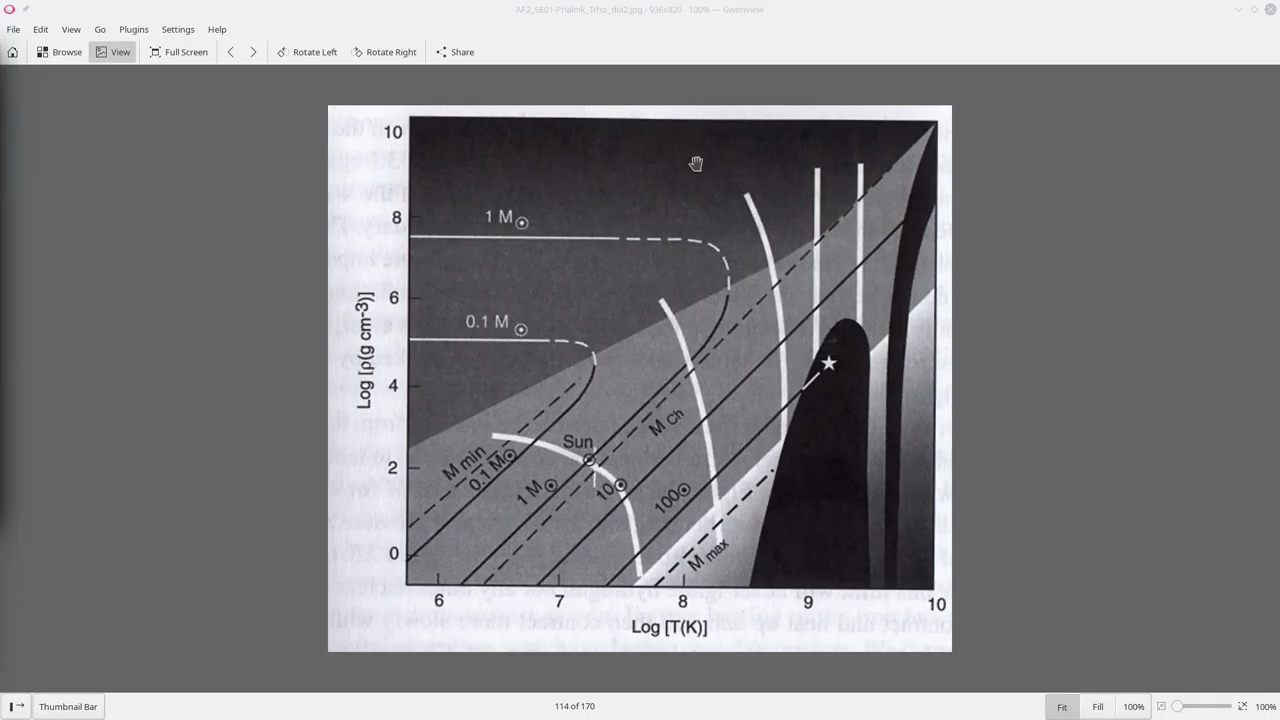 AF2_SE01-Prialnik_Trho_dia2.jpg - 936x820 - 100% — Gwenview
File Edit View Plugins Settings Help
Browse View Full Screen Rotate Left Rotate Right Share
10
8
6
4
2
0
Log [ρ(g cm-3)]
1 M⊙
0.1 M⊙
Sun
M Ch
M min
0.1 M⊙
1 M⊙
10⊙
100⊙
M max
6 7 8 9 10
Log [T(K)]
Thumbnail Bar 114 of 170 Fit Fill 100% 100%